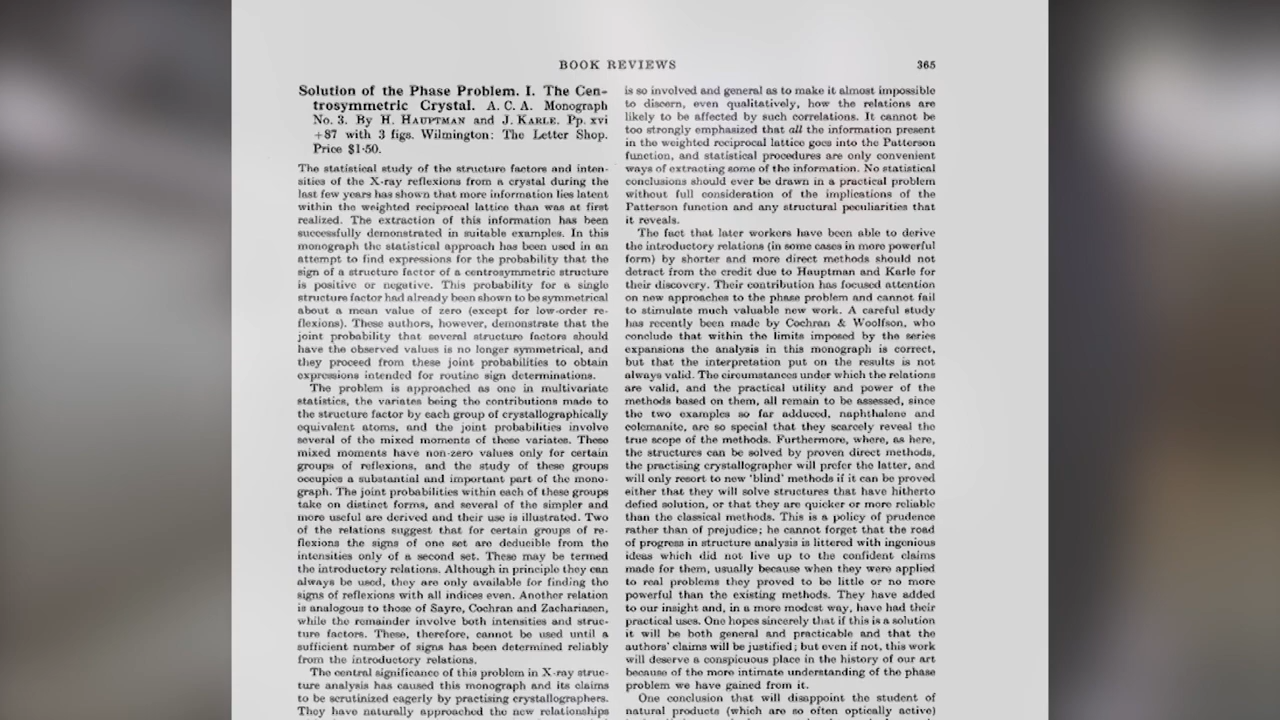 BOOK REVIEWS
365
Solution of the Phase Problem. I. The Cen-
trosymmetric Crystal. A. C. A. Monograph
No. 3. By H. HAUPTMAN and J. KARLE. Pp. xvi
+87 with 3 figs. Wilmington: The Letter Shop.
Price $1·50.
The statistical study of the structure factors and inten-
sities of the X-ray reflexions from a crystal during the
last few years has shown that more information lies latent
within the weighted reciprocal lattice than was at first
realized. The extraction of this information has been
successfully demonstrated in suitable examples. In this
monograph the statistical approach has been used in an
attempt to find expressions for the probability that the
sign of a structure factor of a centrosymmetric structure
is positive or negative. This probability for a single
structure factor had already been shown to be symmetrical
about a mean value of zero (except for low-order re-
flexions). These authors, however, demonstrate that the
joint probability that several structure factors should
have the observed values is no longer symmetrical, and
they proceed from these joint probabilities to obtain
expressions intended for routine sign determinations.
The problem is approached as one in multivariate
statistics, the variates being the contributions made to
the structure factor by each group of crystallographically
equivalent atoms, and the joint probabilities involve
several of the mixed moments of these variates. These
mixed moments have non-zero values only for certain
groups of reflexions, and the study of these groups
occupies a substantial and important part of the mono-
graph. The joint probabilities within each of these groups
take on distinct forms, and several of the simpler and
more useful are derived and their use is illustrated. Two
of the relations suggest that for certain groups of re-
flexions the signs of one set are deducible from the
intensities only of a second set. These may be termed
the introductory relations. Although in principle they can
always be used, they are only available for finding the
signs of reflexions with all indices even. Another relation
is analogous to those of Sayre, Cochran and Zachariasen,
while the remainder involve both intensities and struc-
ture factors. These, therefore, cannot be used until a
sufficient number of signs has been determined reliably
from the introductory relations.
The central significance of this problem in X-ray struc-
ture analysis has caused this monograph and its claims
to be scrutinized eagerly by practising crystallographers.
They have naturally approached the new relationships
is so involved and general as to make it almost impossible
to discern, even qualitatively, how the relations are
likely to be affected by such correlations. It cannot be
too strongly emphasized that all the information present
in the weighted reciprocal lattice goes into the Patterson
function, and statistical procedures are only convenient
ways of extracting some of the information. No statistical
conclusions should ever be drawn in a practical problem
without full consideration of the implications of the
Patterson function and any structural peculiarities that
it reveals.
The fact that later workers have been able to derive
the introductory relations (in some cases in more powerful
form) by shorter and more direct methods should not
detract from the credit due to Hauptman and Karle for
their discovery. Their contribution has focused attention
on new approaches to the phase problem and cannot fail
to stimulate much valuable new work. A careful study
has recently been made by Cochran & Woolfson, who
conclude that within the limits imposed by the series
expansions the analysis in this monograph is correct,
but that the interpretation put on the results is not
always valid. The circumstances under which the relations
are valid, and the practical utility and power of the
methods based on them, all remain to be assessed, since
the two examples so far adduced, naphthalene and
colemanite, are so special that they scarcely reveal the
true scope of the methods. Furthermore, where, as here,
the structures can be solved by proven direct methods,
the practising crystallographer will prefer the latter, and
will only resort to new 'blind' methods if it can be proved
either that they will solve structures that have hitherto
defied solution, or that they are quicker or more reliable
than the classical methods. This is a policy of prudence
rather than of prejudice; he cannot forget that the road
of progress in structure analysis is littered with ingenious
ideas which did not live up to the confident claims
made for them, usually because when they were applied
to real problems they proved to be little or no more
powerful than the existing methods. They have added
to our insight and, in a more modest way, have had their
practical uses. One hopes sincerely that if this is a solution
it will be both general and practicable and that the
authors' claims will be justified; but even if not, this work
will deserve a conspicuous place in the history of our art
because of the more intimate understanding of the phase
problem we have gained from it.
One conclusion that will disappoint the student of
natural products (which are so often optically active)